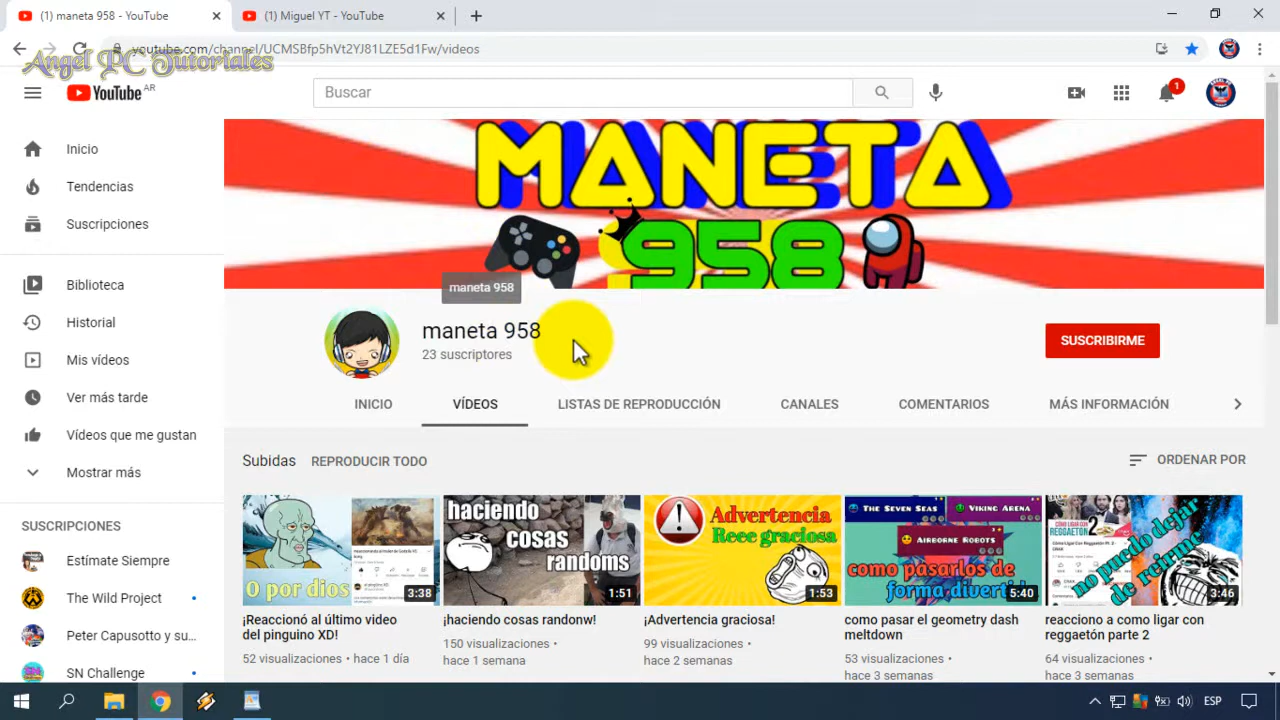 (1) maneta 958 - YouTube
(1) Miguel YT - YouTube
youtube.com/channel/UCMSBfp5hVt2YJ81LZE5d1Fw/videos
Angel PC Tutoriales
YouTube AR
Buscar
1
Inicio
Tendencias
Suscripciones
Biblioteca
Historial
Mis vídeos
Ver más tarde
Vídeos que me gustan
Mostrar más
SUSCRIPCIONES
Estímate Siempre
The Wild Project
Peter Capusotto y su...
SN Challenge
MANETA
958
maneta 958
maneta 958
23 suscriptores
SUSCRIBIRME
INICIO VÍDEOS LISTAS DE REPRODUCCIÓN CANALES COMENTARIOS MÁS INFORMACIÓN
Subidas REPRODUCIR TODO
ORDENAR POR
O por dios
3:38
¡Reaccionó al último video
del pinguino XD!
52 visualizaciones • hace 1 día
haciendo
cosas
randoms
1:51
¡haciendo cosas randonw!
150 visualizaciones •
hace 1 semana
Advertencia
Reee graciosa
1:53
¡Advertencia graciosa!
99 visualizaciones •
hace 2 semanas
THE SEVEN SEAS
VIKING ARENA
AIRBORNE ROBOTS
como pasarlos de
forma divertid
5:40
como pasar el geometry dash
meltdown
53 visualizaciones •
hace 3 semanas
no puedo dejar
de reirme
3:46
reacciono a como ligar con
reggaetón parte 2
64 visualizaciones •
hace 3 semanas
ESP